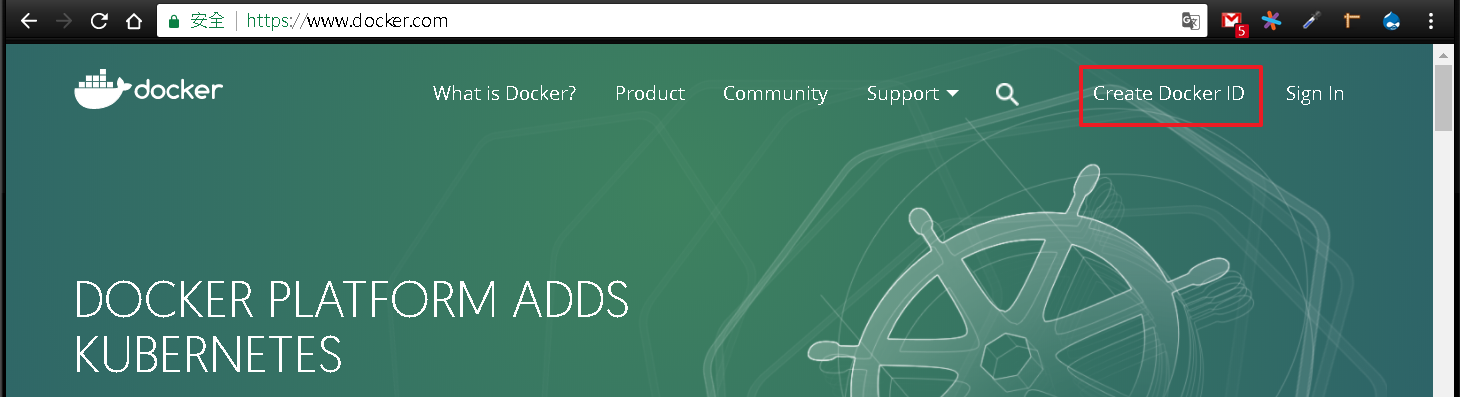 安全 https://www.docker.com
5
docker What is Docker? Product Community Support Create Docker ID Sign In
DOCKER PLATFORM ADDS
KUBERNETES